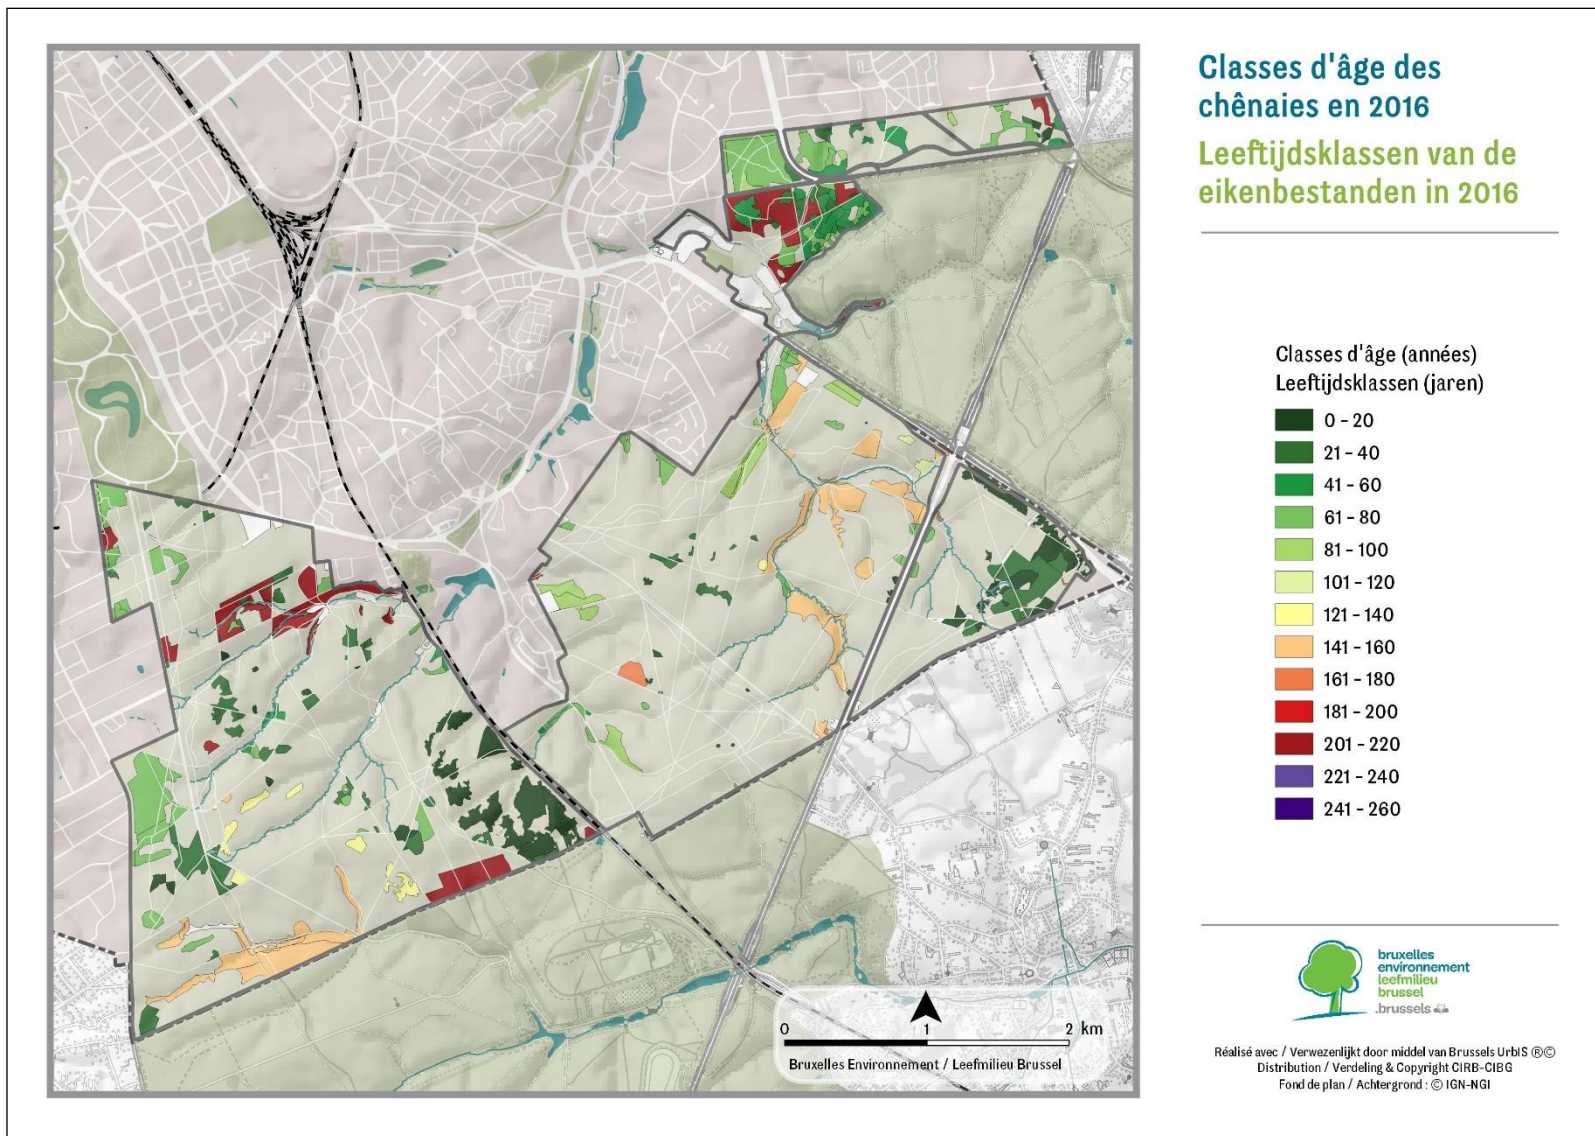 Classes d'âge des
chênaies en 2016
Leeftijdsklassen van de
eikenbestanden in 2016
Classes d'âge (années)
Leeftijdsklassen (jaren)
0 - 20
21 - 40
41 - 60
61 - 80
81 - 100
101 - 120
121 - 140
141 - 160
161 - 180
181 - 200
201 - 220
221 - 240
241 - 260
0 1 2 km
Bruxelles Environnement / Leefmilieu Brussel
bruxelles
environnement
leefmilieu
brussel
.brussels
Réalisé avec / Verwezenlijkt door middel van Brussels UrbIS ®©
Distribution / Verdeling & Copyright CIRB-CIBG
Fond de plan / Achtergrond : © IGN-NGI